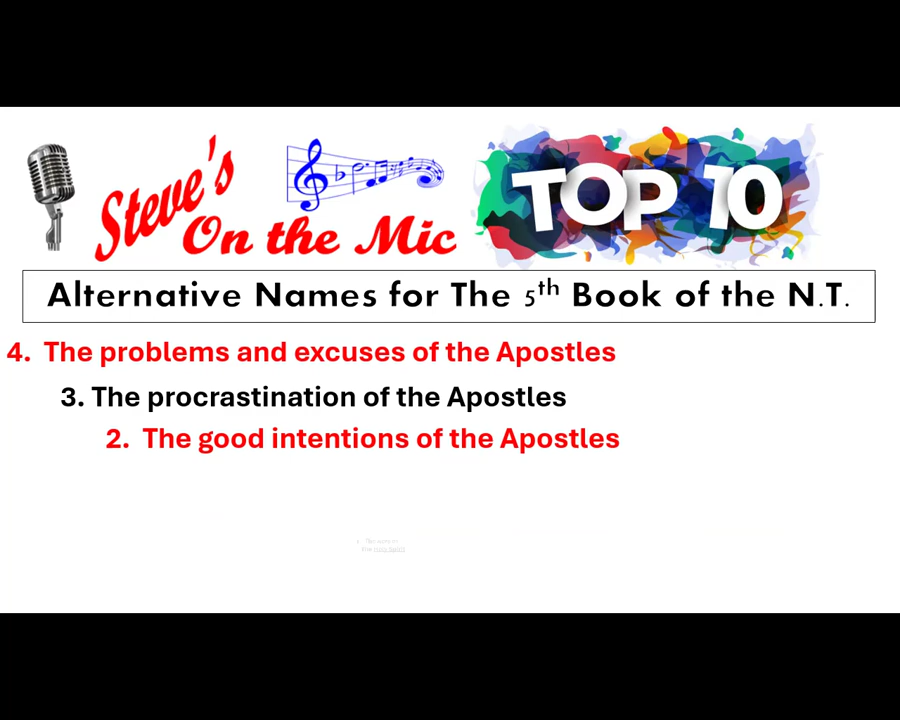 Steve's
On the Mic
TOP 10
Alternative Names for The 5th Book of the N.T.
4. The problems and excuses of the Apostles
3. The procrastination of the Apostles
2. The good intentions of the Apostles